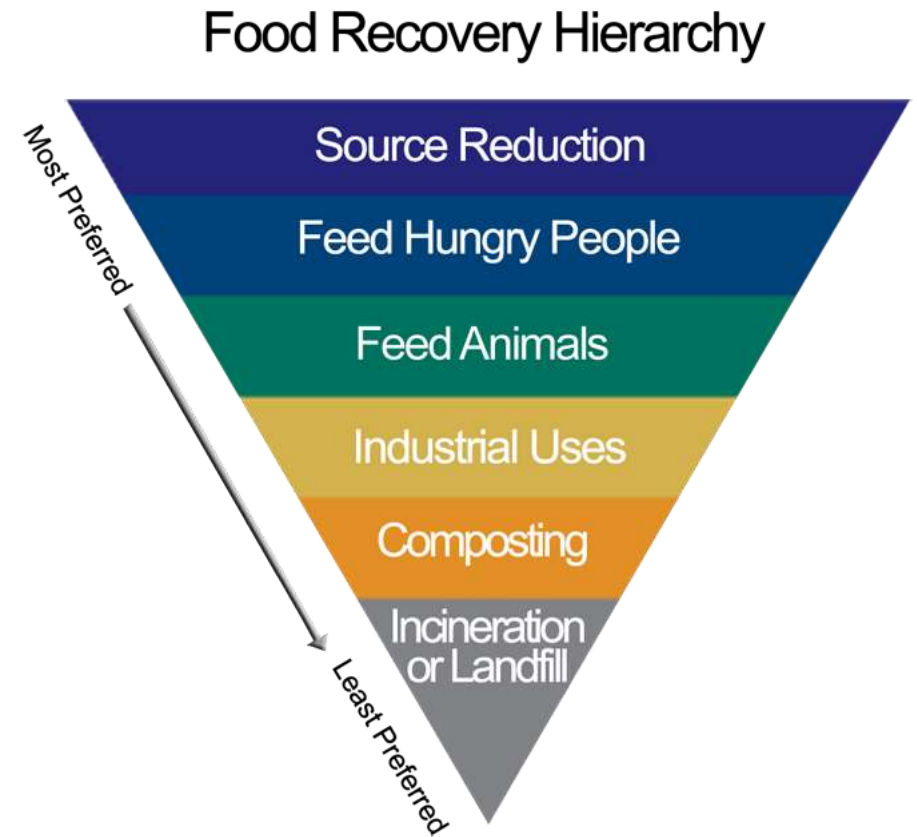 Food Recovery Hierarchy
Most Preferred
Source Reduction
Feed Hungry People
Feed Animals
Industrial Uses
Composting
Incineration
or Landfill
Least Preferred